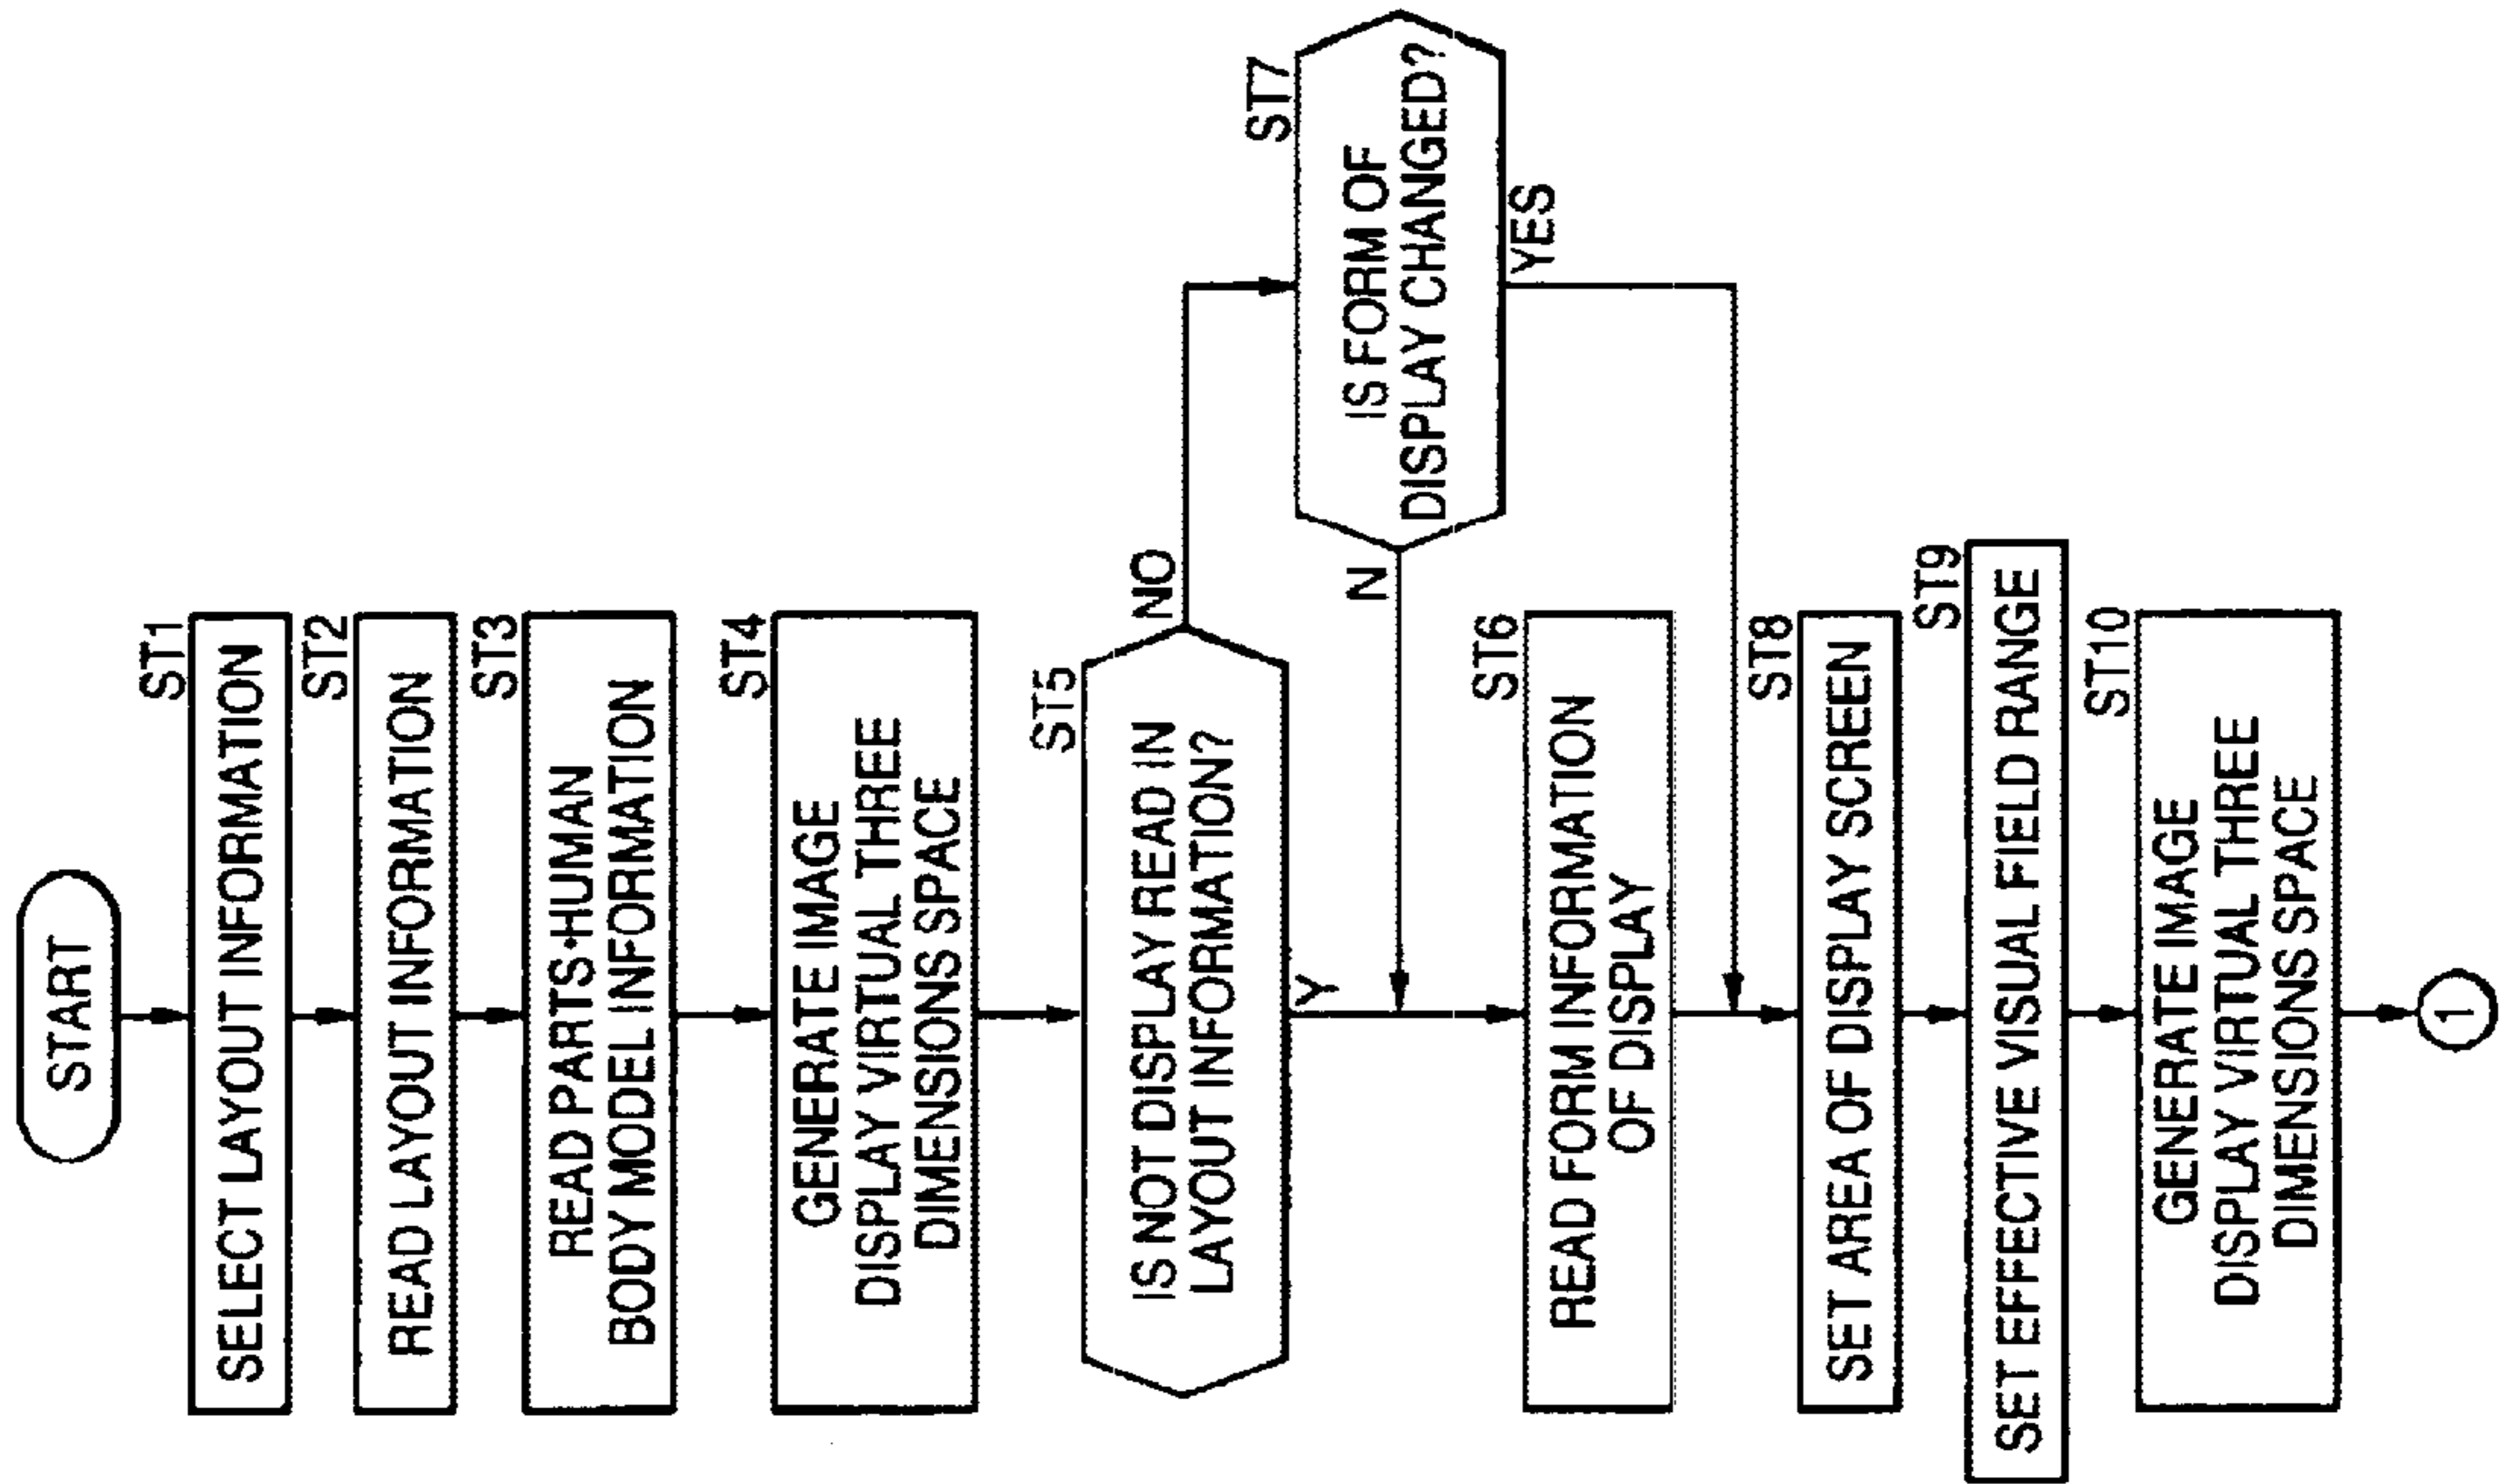 START
ST1
SELECT LAYOUT INFORMATION
ST2
READ LAYOUT INFORMATION
ST3
READ PARTS•HUMAN
BODY MODEL INFORMATION
ST4
GENERATE IMAGE
DISPLAY VIRTUAL THREE
DIMENSIONS SPACE
ST5
IS NOT DISPLAY READ IN
LAYOUT INFORMATION?
NO
Y
ST7
IS FORM OF
DISPLAY CHANGED?
N
YES
ST6
READ FORM INFORMATION
OF DISPLAY
ST8
SET AREA OF DISPLAY SCREEN
ST9
SET EFFECTIVE VISUAL FIELD RANGE
ST10
GENERATE IMAGE
DISPLAY VIRTUAL THREE
DIMENSIONS SPACE
1